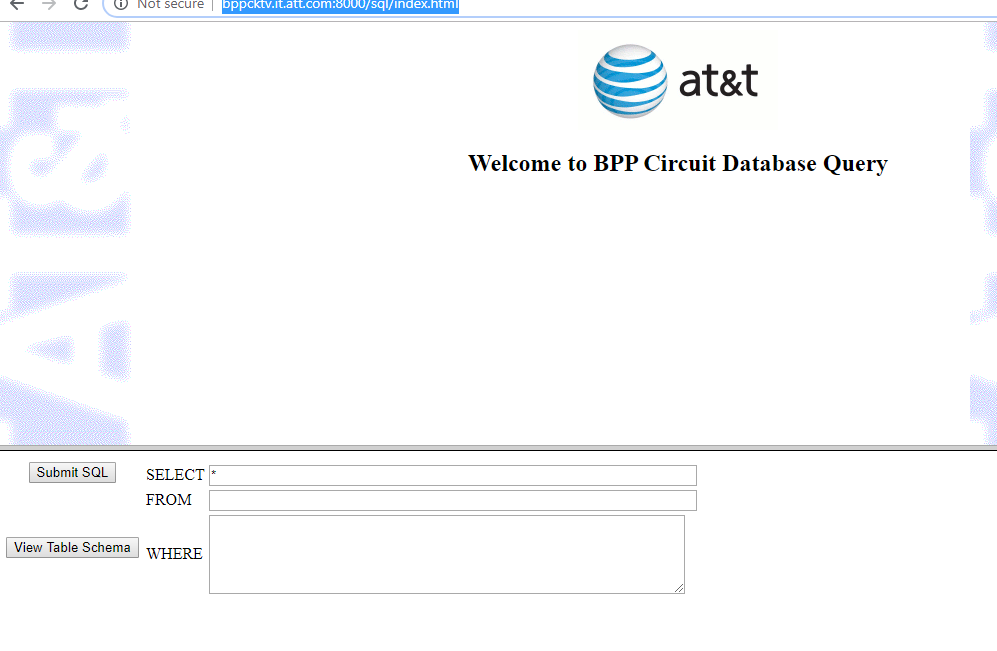 Not secure | bppcktv.it.att.com:8000/sql/index.html
at&t
Welcome to BPP Circuit Database Query
AT&T
Submit SQL SELECT *
FROM
View Table Schema WHERE